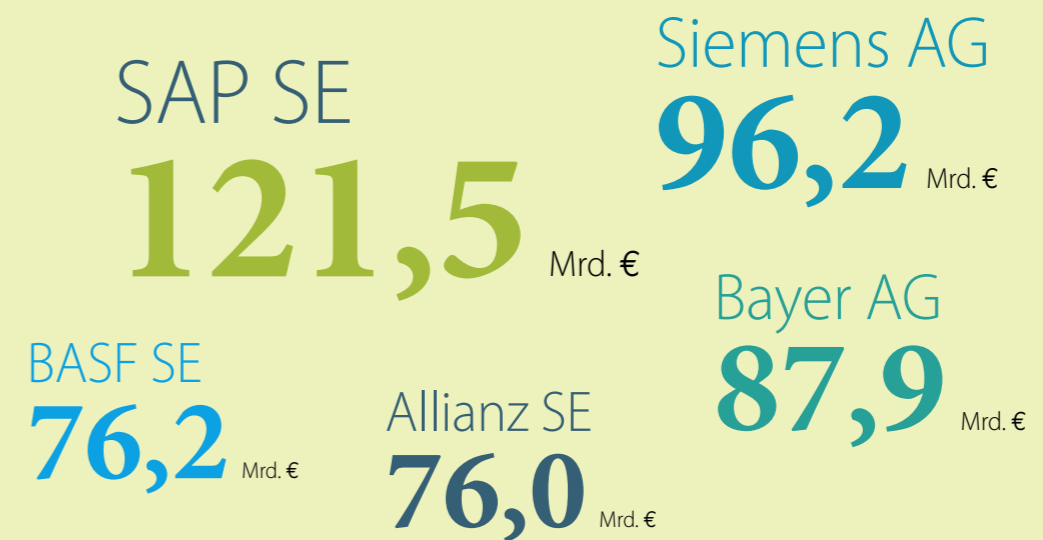 SAP SE
121,5 Mrd. €
Siemens AG
96,2 Mrd. €
Bayer AG
87,9 Mrd. €
BASF SE
76,2 Mrd. €
Allianz SE
76,0 Mrd. €